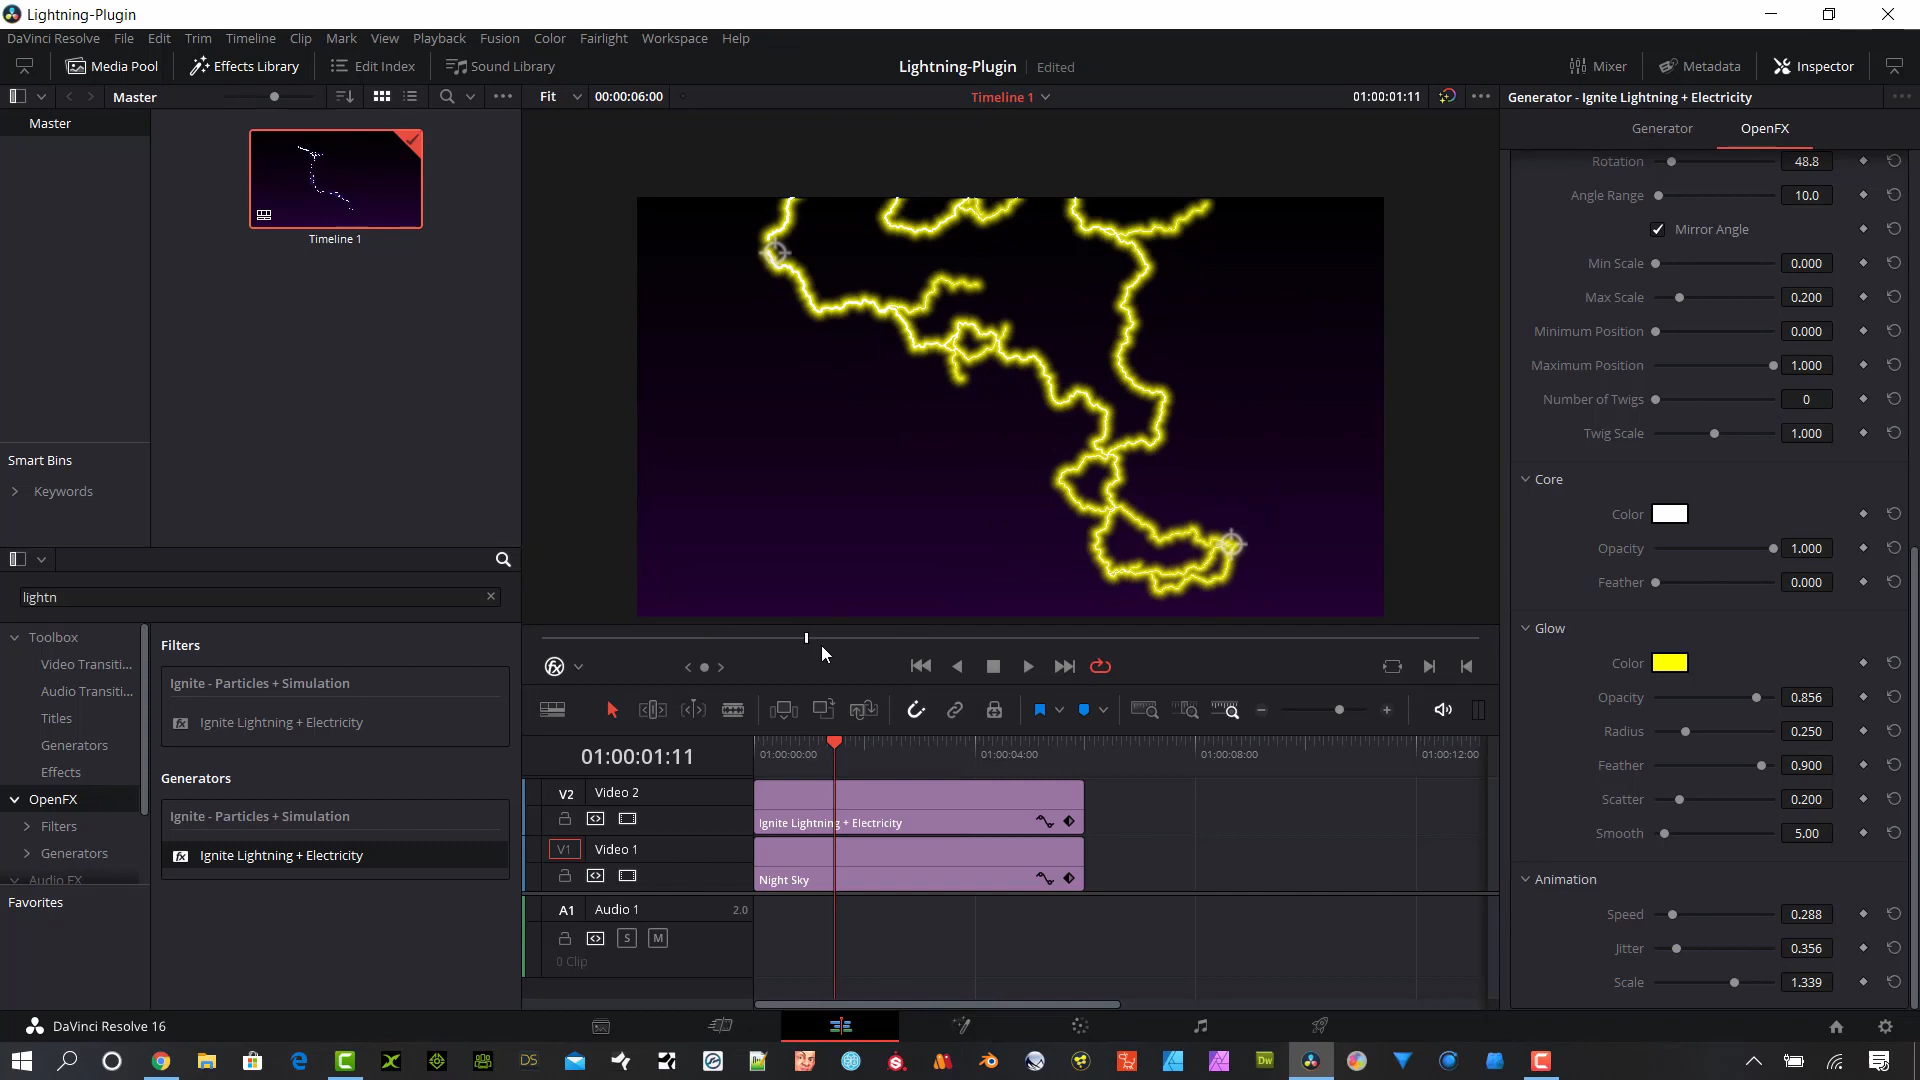 Lightning-Plugin
DaVinci Resolve File Edit Trim Timeline Clip Mark View Playback Fusion Color Fairlight Workspace Help
Media Pool Effects Library Edit Index Sound Library Lightning-Plugin Edited Mixer Metadata Inspector
Master Fit 00:00:06:00 Timeline 1 01:00:01:11 Generator - Ignite Lightning + Electricity
Master
Generator OpenFX
Rotation 48.8
Angle Range 10.0
Mirror Angle
Timeline 1
Min Scale 0.000
Max Scale 0.200
Minimum Position 0.000
Maximum Position 1.000
Number of Twigs 0
Twig Scale 1.000
Smart Bins
Keywords
Core
Color
Opacity 1.000
Feather 0.000
lightn
Toolbox
Video Transiti...
Audio Transiti...
Titles
Generators
Effects
OpenFX
Filters
Generators
Audio FX
Favorites
Filters
Ignite - Particles + Simulation
fx Ignite Lightning + Electricity
Generators
Ignite - Particles + Simulation
fx Ignite Lightning + Electricity
fx
Glow
Color
Opacity 0.856
Radius 0.250
Feather 0.900
Scatter 0.200
Smooth 5.00
01:00:01:11 01:00:00:00 01:00:04:00 01:00:08:00 01:00:12:00
V2 Video 2
Ignite Lightning + Electricity
V1 Video 1
Night Sky
A1 Audio 1 2.0
S M
0 Clip
Animation
Speed 0.288
Jitter 0.356
Scale 1.339
DaVinci Resolve 16
DS
Dw